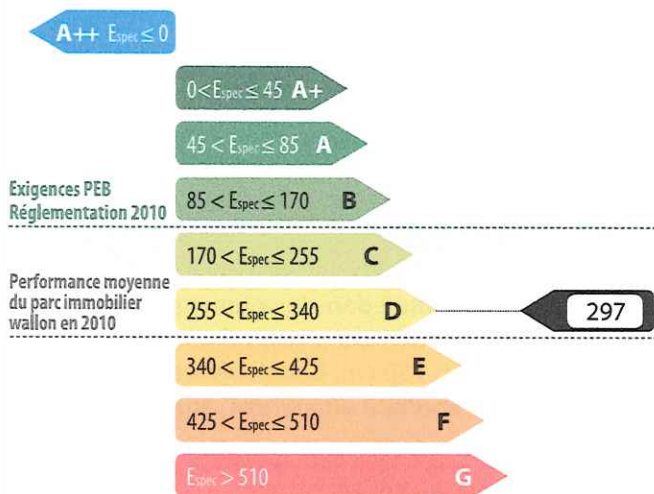 A++ Espec ≤ 0
0 < Espec ≤ 45 A+
45 < Espec ≤ 85 A
Exigences PEB
Réglementation 2010
85 < Espec ≤ 170 B
170 < Espec ≤ 255 C
Performance moyenne
du parc immobilier
wallon en 2010
255 < Espec ≤ 340 D
297
340 < Espec ≤ 425 E
425 < Espec ≤ 510 F
Espec > 510 G